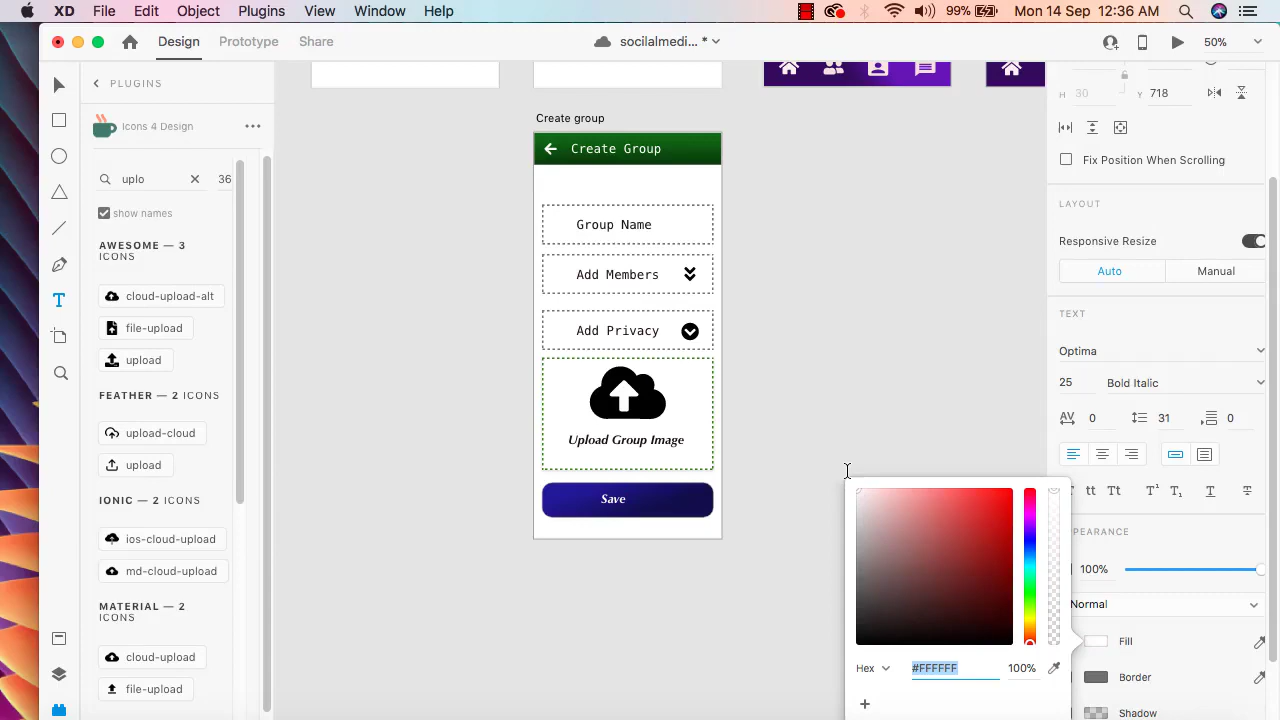 XD File Edit Object Plugins View Window Help 99% Mon 14 Sep 12:36 AM
Design Prototype Share socilalmedi... * 50%
PLUGINS
Icons 4 Design
uplo 36
show names
AWESOME — 3
ICONS
cloud-upload-alt
file-upload
upload
FEATHER — 2 ICONS
upload-cloud
upload
IONIC — 2 ICONS
ios-cloud-upload
md-cloud-upload
MATERIAL — 2
ICONS
cloud-upload
file-upload
Create group
Create Group
Group Name
Add Members
Add Privacy
Upload Group Image
Save
H 30 Y 718
Fix Position When Scrolling
LAYOUT
Responsive Resize
Auto Manual
TEXT
Optima
25 Bold Italic
AV 0 31 0
tt Tt T¹ T₁ T T
PEARANCE
100%
Normal
Fill
Border
Shadow
Hex #FFFFFF 100%
+